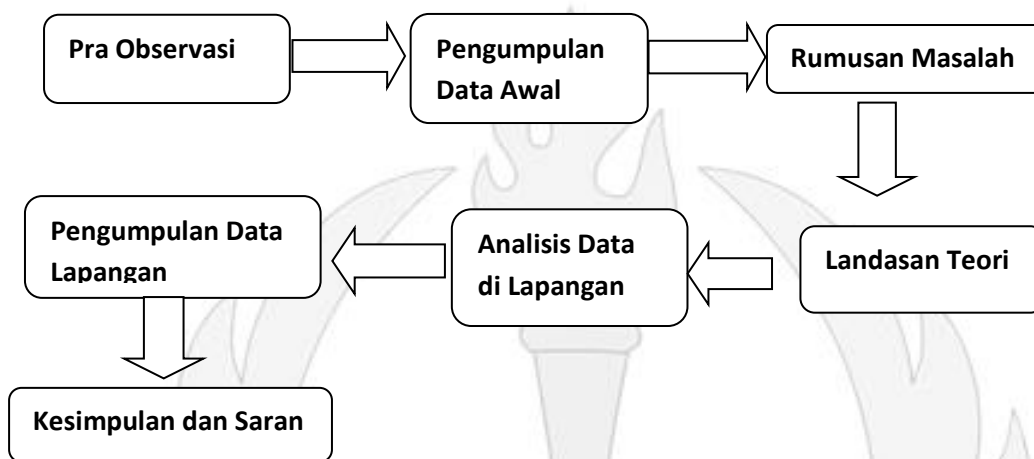 Pra Observasi
Pengumpulan
Data Awal
Rumusan Masalah
Landasan Teori
Analisis Data
di Lapangan
Pengumpulan Data
Lapangan
Kesimpulan dan Saran